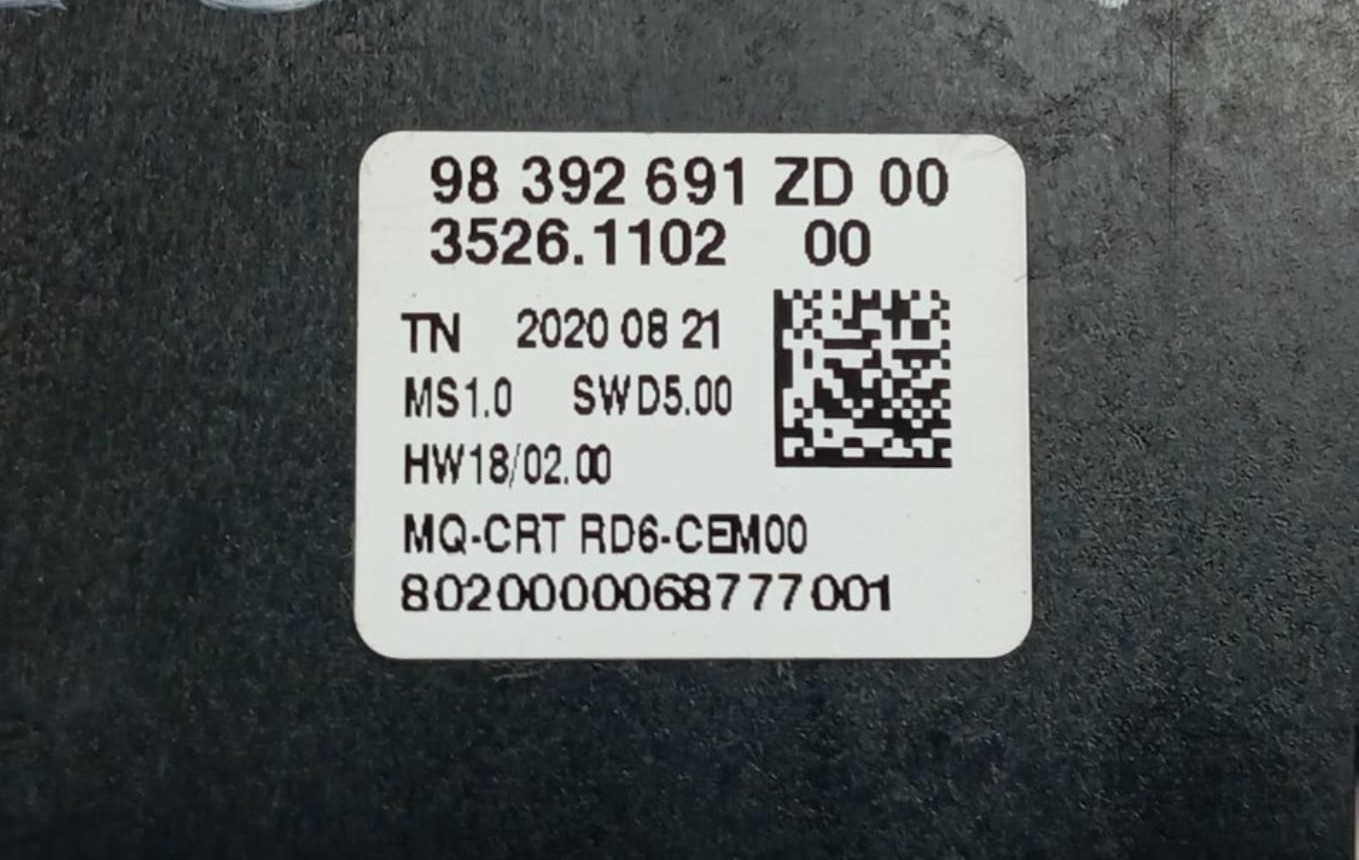 98 392 691 ZD 00
3526.1102 00
TN 2020 08 21
MS1.0 SWD5.00
HW18/02.00
MQ-CRT RD6-CEM00
8020000068777001